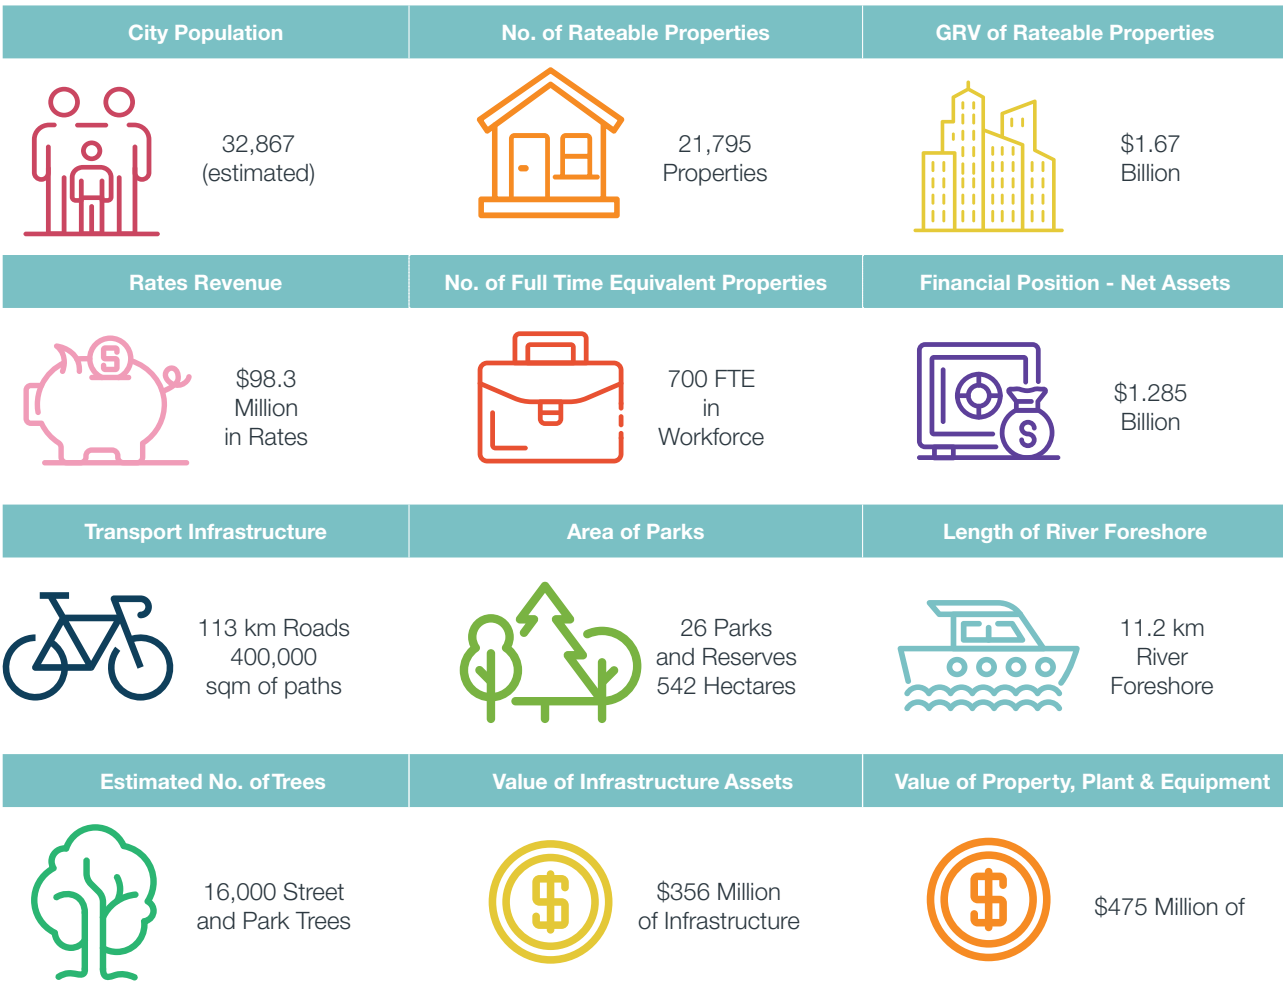 City Population
No. of Rateable Properties
GRV of Rateable Properties
32,867
(estimated)
21,795
Properties
$1.67
Billion
Rates Revenue
No. of Full Time Equivalent Properties
Financial Position - Net Assets
$98.3
Million
in Rates
700 FTE
in
Workforce
$1.285
Billion
Transport Infrastructure
Area of Parks
Length of River Foreshore
113 km Roads
400,000
sqm of paths
26 Parks
and Reserves
542 Hectares
11.2 km
River
Foreshore
Estimated No. of Trees
Value of Infrastructure Assets
Value of Property, Plant & Equipment
16,000 Street
and Park Trees
$356 Million
of Infrastructure
$475 Million of